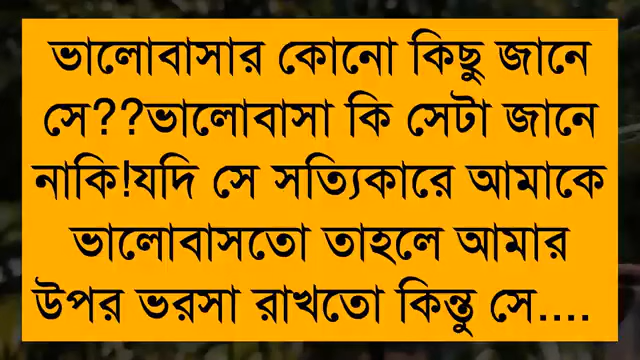 ভালোবাসার কোনো কিছু জানে
সে??ভালোবাসা কি সেটা জানে
নাকি!যদি সে সত্যিকারে আমাকে
ভালোবাসতো তাহলে আমার
উপর ভরসা রাখতো কিন্তু সে....